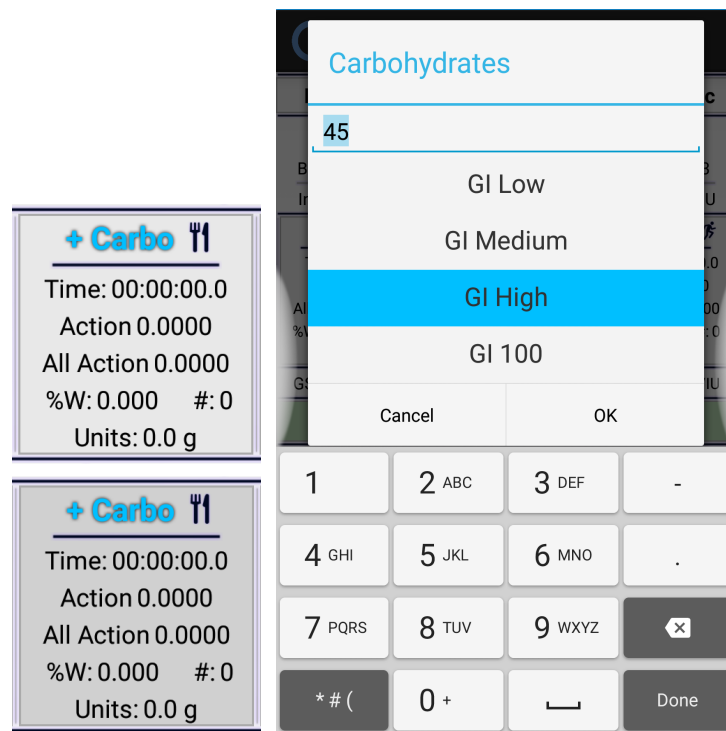 + Carbo
Time: 00:00:00.0
Action 0.0000
All Action 0.0000
%W: 0.000 #: 0
Units: 0.0 g
+ Carbo
Time: 00:00:00.0
Action 0.0000
All Action 0.0000
%W: 0.000 #: 0
Units: 0.0 g
Carbohydrates
45
GI Low
GI Medium
GI High
GI 100
Cancel OK
1 2 ABC 3 DEF -
4 GHI 5 JKL 6 MNO .
7 PQRS 8 TUV 9 WXYZ
* # ( 0 + Done